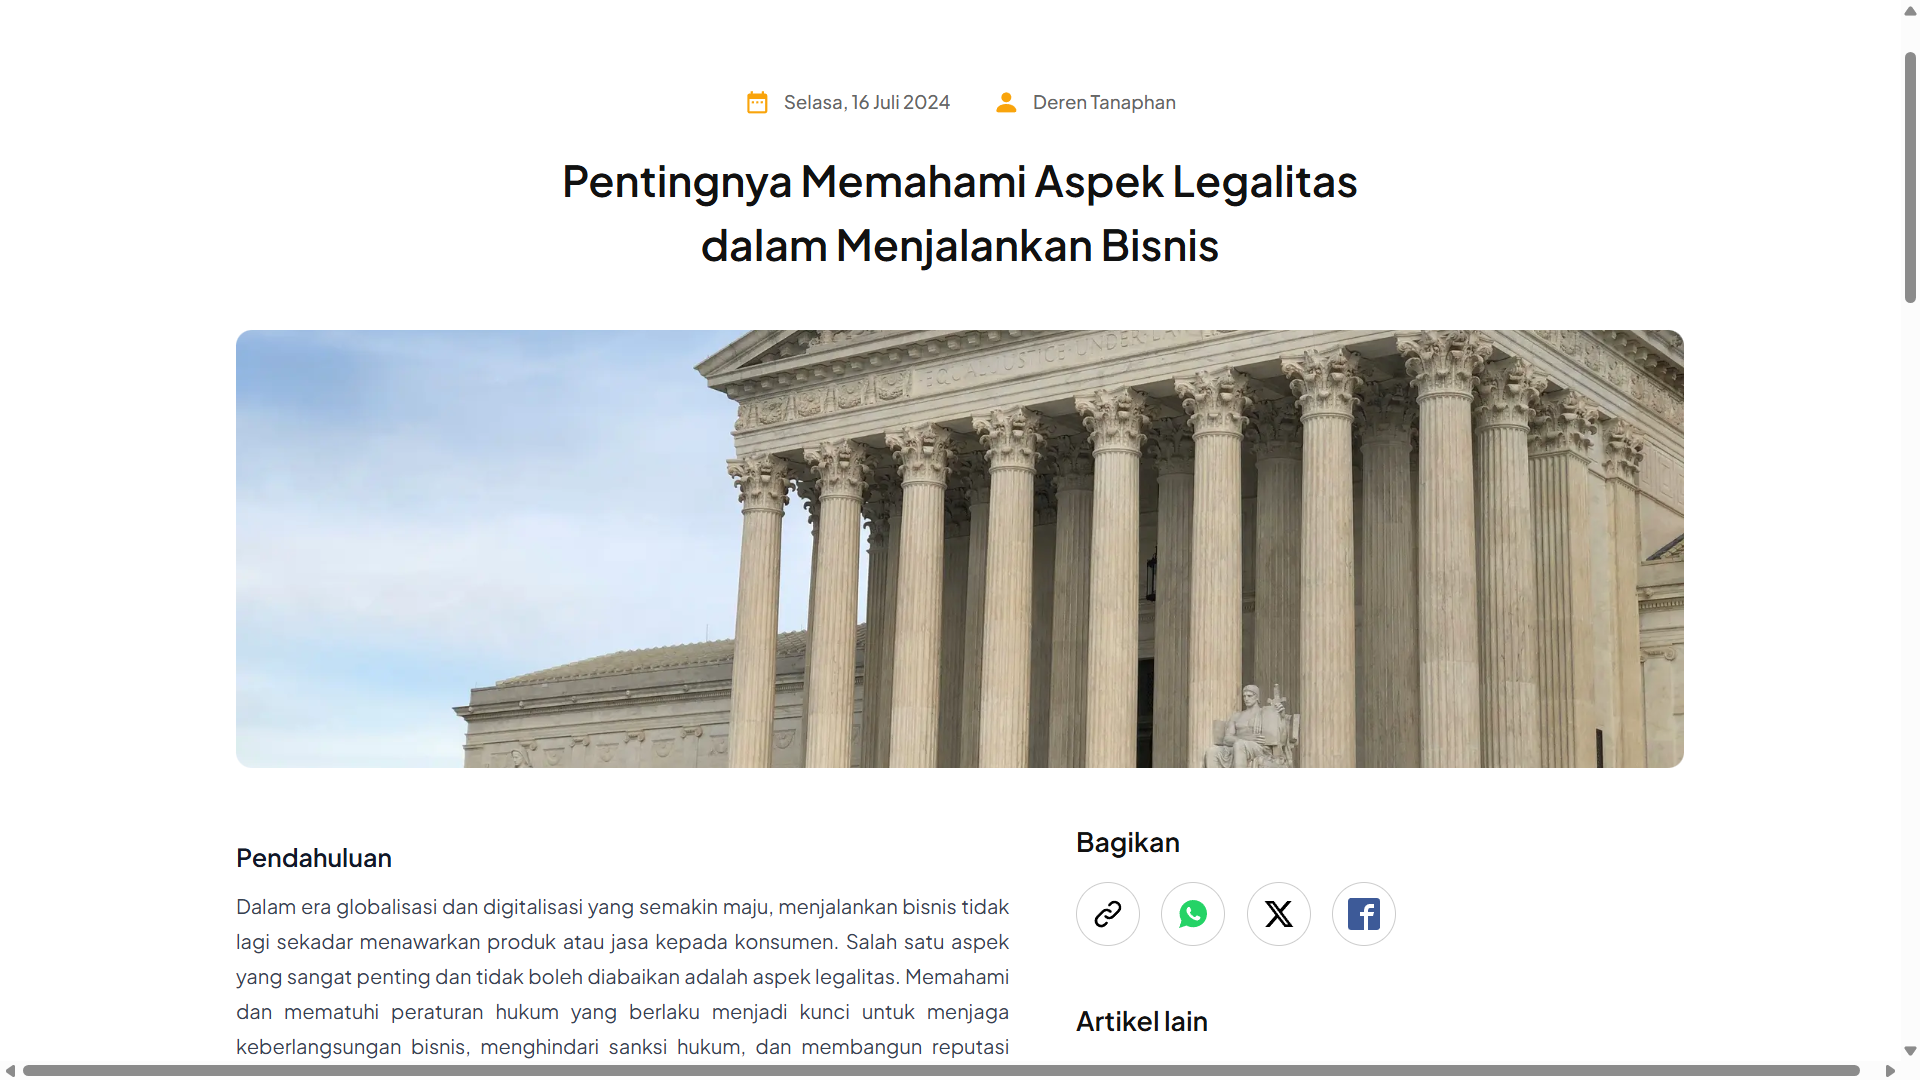 Selasa, 16 Juli 2024
Deren Tanaphan
Pentingnya Memahami Aspek Legalitas
dalam Menjalankan Bisnis
EQUAL JUSTICE UNDER LAW
Pendahuluan
Dalam era globalisasi dan digitalisasi yang semakin maju, menjalankan bisnis tidak
lagi sekadar menawarkan produk atau jasa kepada konsumen. Salah satu aspek
yang sangat penting dan tidak boleh diabaikan adalah aspek legalitas. Memahami
dan mematuhi peraturan hukum yang berlaku menjadi kunci untuk menjaga
keberlangsungan bisnis, menghindari sanksi hukum, dan membangun reputasi
Bagikan
Artikel lain